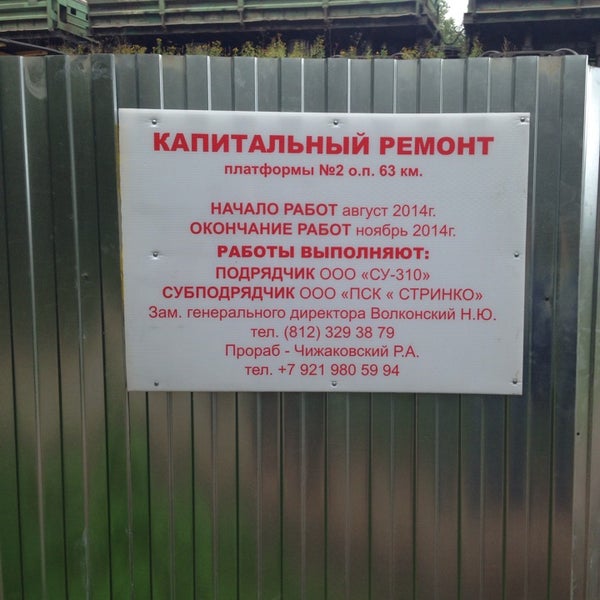 КАПИТАЛЬНЫЙ РЕМОНТ
платформы №2 о.п. 63 км.
НАЧАЛО РАБОТ август 2014г.
ОКОНЧАНИЕ РАБОТ ноябрь 2014г.
РАБОТЫ ВЫПОЛНЯЮТ:
ПОДРЯДЧИК ООО «СУ-310»
СУБПОДРЯДЧИК ООО «ПСК « СТРИНКО»
Зам. генерального директора Волконский Н.Ю.
тел. (812) 329 38 79
Прораб - Чижаковский Р.А.
тел. +7 921 980 59 94